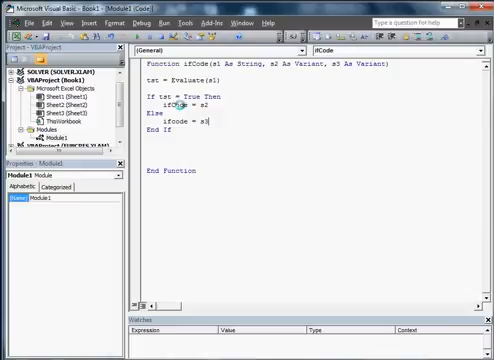 Microsoft Visual Basic - Book1 - [Module1 (Code)]
File Edit View Insert Format Debug Run Tools Add-Ins Window Help
Type a question for help
Project - VBAProject
(General)
ifCode
SOLVER (SOLVER.XLAM)
VBAProject (Book1)
Microsoft Excel Objects
Sheet1 (Sheet1)
Sheet2 (Sheet2)
Sheet3 (Sheet3)
ThisWorkbook
Modules
Module1
Function ifCode(s1 As String, s2 As Variant, s3 As Variant)
tst = Evaluate(s1)
If tst = True Then
ifCode = s2
Else
ifcode = s3
End If
End Function
Properties - Module1
Module1 Module
Alphabetic Categorized
(Name) Module1
Watches
Expression Value Type Context